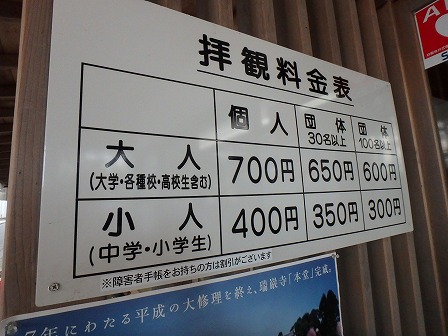 拝観料金表
個人 団体 団体
30名以上 100名以上
大人 700円 650円 600円
(大学・各種校・高校生含む)
小人 400円 350円 300円
(中学・小学生)
※障害者手帳をお持ちの方は割引がございます
7年にわたる平成の大修理を終え、瑞巌寺「本堂」完成。